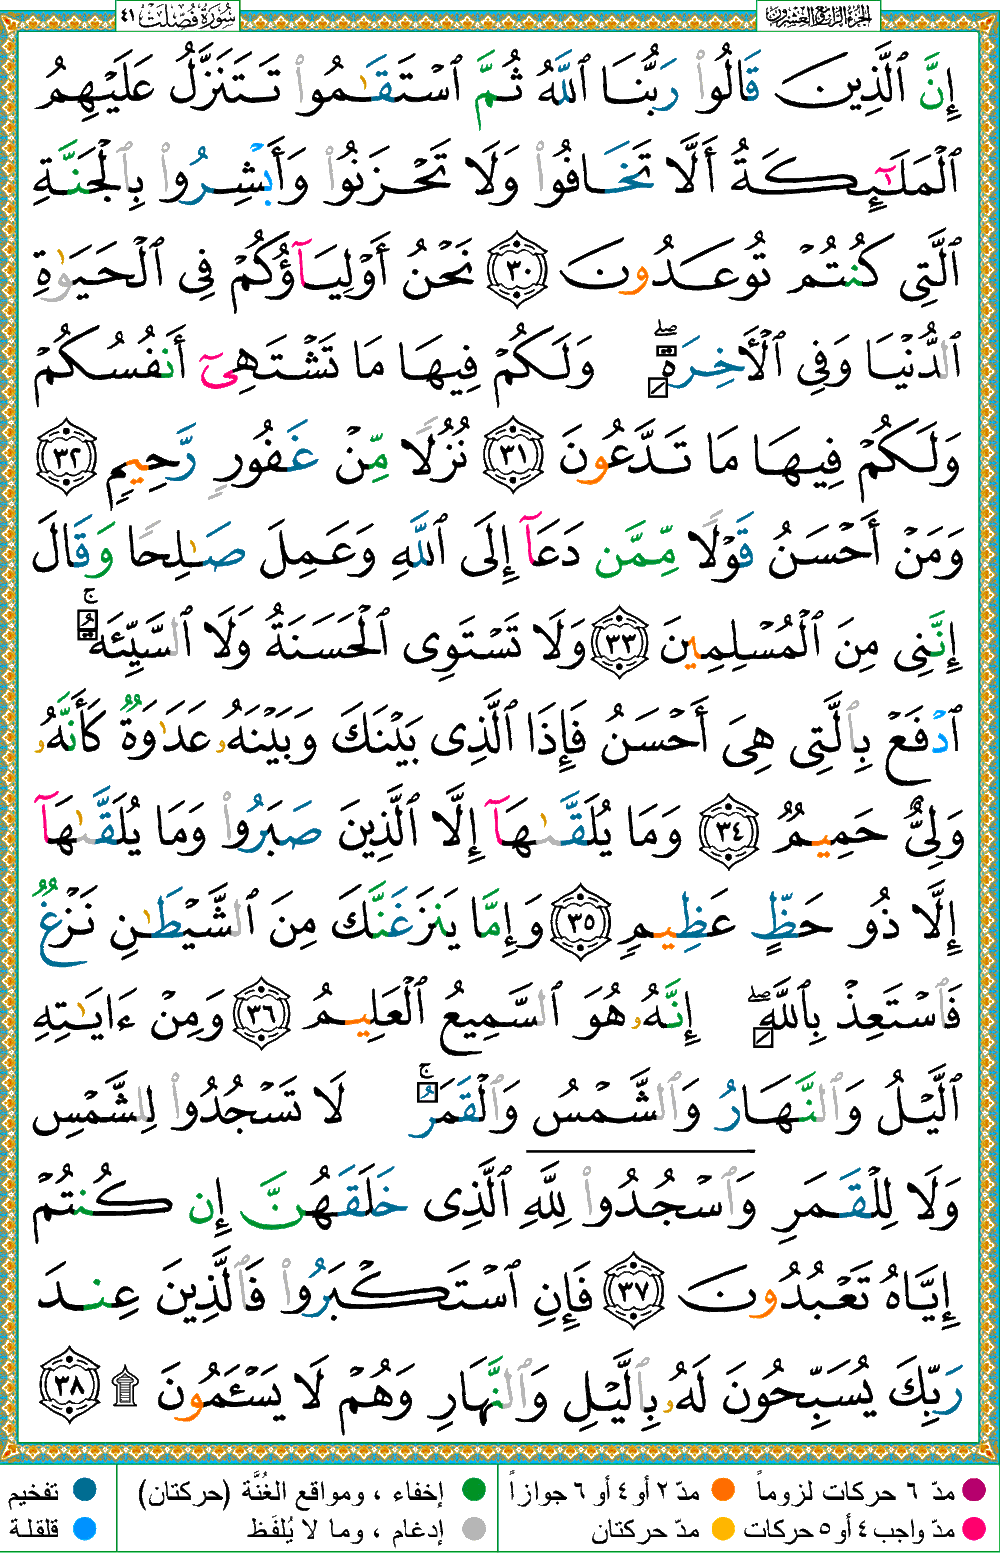 الجزء الرابع والعشرون
سُورَةُ فُصِّلَتْ ٤١
إِنَّ ٱلَّذِينَ قَالُوا۟ رَبُّنَا ٱللَّهُ ثُمَّ ٱسْتَقَـٰمُوا۟ تَتَنَزَّلُ عَلَيْهِمُ
ٱلْمَلَـٰٓئِكَةُ أَلَّا تَخَافُوا۟ وَلَا تَحْزَنُوا۟ وَأَبْشِرُوا۟ بِٱلْجَنَّةِ
ٱلَّتِى كُنتُمْ تُوعَدُونَ ٣٠ نَحْنُ أَوْلِيَآؤُكُمْ فِى ٱلْحَيَوٰةِ
ٱلدُّنْيَا وَفِى ٱلْأَخِرَةِ ۖ وَلَكُمْ فِيهَا مَا تَشْتَهِىٓ أَنفُسُكُمْ
وَلَكُمْ فِيهَا مَا تَدَّعُونَ ٣١ نُزُلًا مِّنْ غَفُورٍ رَّحِيمٍ ٣٢
وَمَنْ أَحْسَنُ قَوْلًا مِّمَّن دَعَآ إِلَى ٱللَّهِ وَعَمِلَ صَـٰلِحًا وَقَالَ
إِنَّنِى مِنَ ٱلْمُسْلِمِينَ ٣٣ وَلَا تَسْتَوِى ٱلْحَسَنَةُ وَلَا ٱلسَّيِّئَةُ ۚ
ٱدْفَعْ بِٱلَّتِى هِىَ أَحْسَنُ فَإِذَا ٱلَّذِى بَيْنَكَ وَبَيْنَهُۥ عَدَٰوَةٌ كَأَنَّهُۥ
وَلِىٌّ حَمِيمٌ ٣٤ وَمَا يُلَقَّىٰهَآ إِلَّا ٱلَّذِينَ صَبَرُوا۟ وَمَا يُلَقَّىٰهَآ
إِلَّا ذُو حَظٍّ عَظِيمٍ ٣٥ وَإِمَّا يَنزَغَنَّكَ مِنَ ٱلشَّيْطَـٰنِ نَزْغٌ
فَٱسْتَعِذْ بِٱللَّهِ ۖ إِنَّهُۥ هُوَ ٱلسَّمِيعُ ٱلْعَلِيمُ ٣٦ وَمِنْ ءَايَـٰتِهِ
ٱلَّيْلُ وَٱلنَّهَارُ وَٱلشَّمْسُ وَٱلْقَمَرُ ۚ لَا تَسْجُدُوا۟ لِلشَّمْسِ
وَلَا لِلْقَمَرِ وَٱسْجُدُوا۟ لِلَّهِ ٱلَّذِى خَلَقَهُنَّ إِن كُنتُمْ
إِيَّاهُ تَعْبُدُونَ ٣٧ فَإِنِ ٱسْتَكْبَرُوا۟ فَٱلَّذِينَ عِندَ
رَبِّكَ يُسَبِّحُونَ لَهُۥ بِٱلَّيْلِ وَٱلنَّهَارِ وَهُمْ لَا يَسْـَٔمُونَ ۩ ٣٨
مدّ ٦ حركات لزوماً مدّ ٢ أو ٤ أو ٦ جوازاً إخفاء ، ومواقع الغُنَّة (حركتان) تفخيم
مدّ واجب ٤ أو ٥ حركات مدّ حركتان إدغام ، وما لا يُلفَظ قلقلة